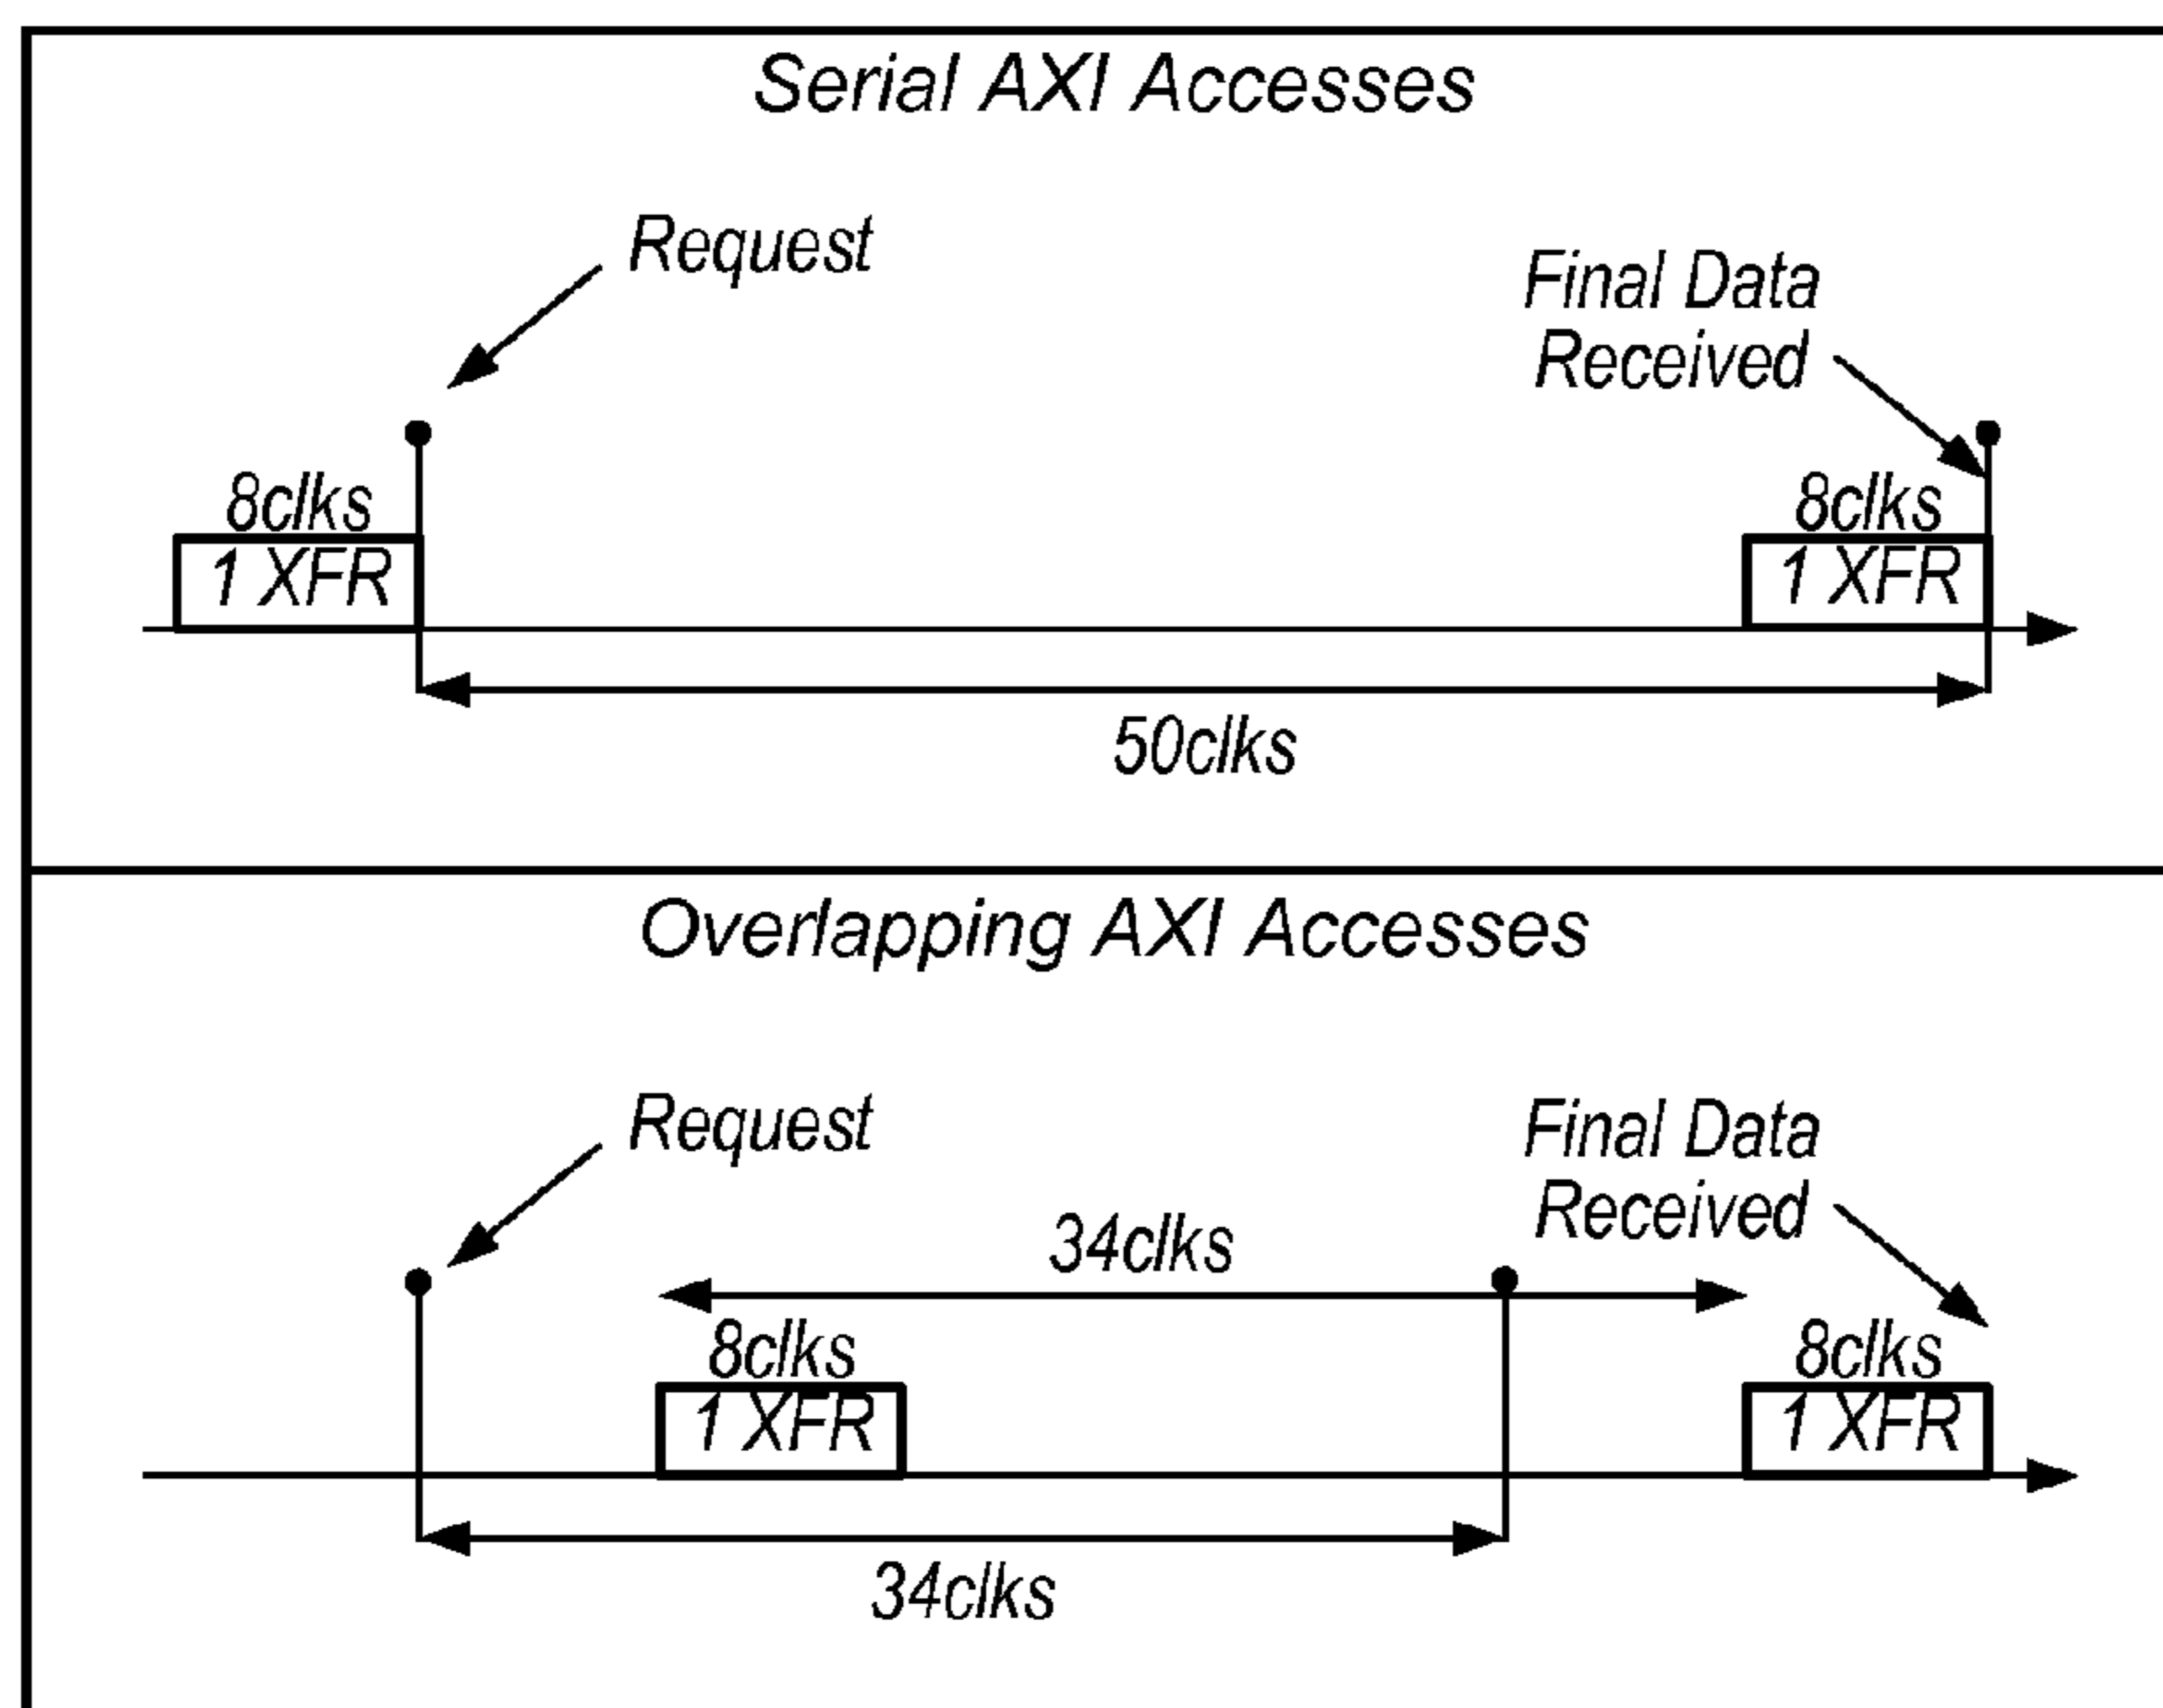 Serial AXI Accesses
Request
Final Data
Received
8clks
1 XFR
8clks
1 XFR
50clks
Overlapping AXI Accesses
Request
Final Data
Received
34clks
8clks
1 XFR
8clks
1 XFR
34clks